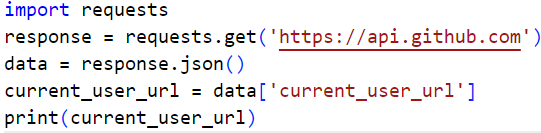 import requests
response = requests.get('https://api.github.com')
data = response.json()
current_user_url = data['current_user_url']
print(current_user_url)